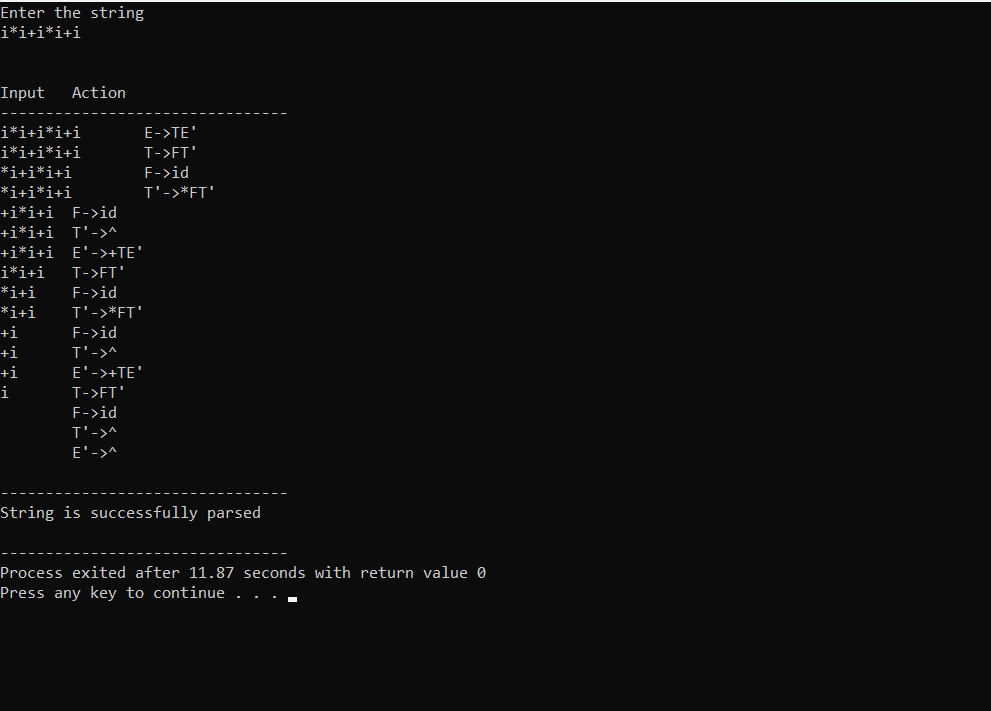 Enter the string
i*i+i*i+i
Input   Action
--------------------------------
i*i+i*i+i       E->TE'
i*i+i*i+i       T->FT'
*i+i*i+i        F->id
*i+i*i+i        T'->*FT'
+i*i+i  F->id
+i*i+i  T'->^
+i*i+i  E'->+TE'
i*i+i   T->FT'
*i+i    F->id
*i+i    T'->*FT'
+i      F->id
+i      T'->^
+i      E'->+TE'
i       T->FT'
        F->id
        T'->^
        E'->^
--------------------------------
String is successfully parsed
--------------------------------
Process exited after 11.87 seconds with return value 0
Press any key to continue . . .